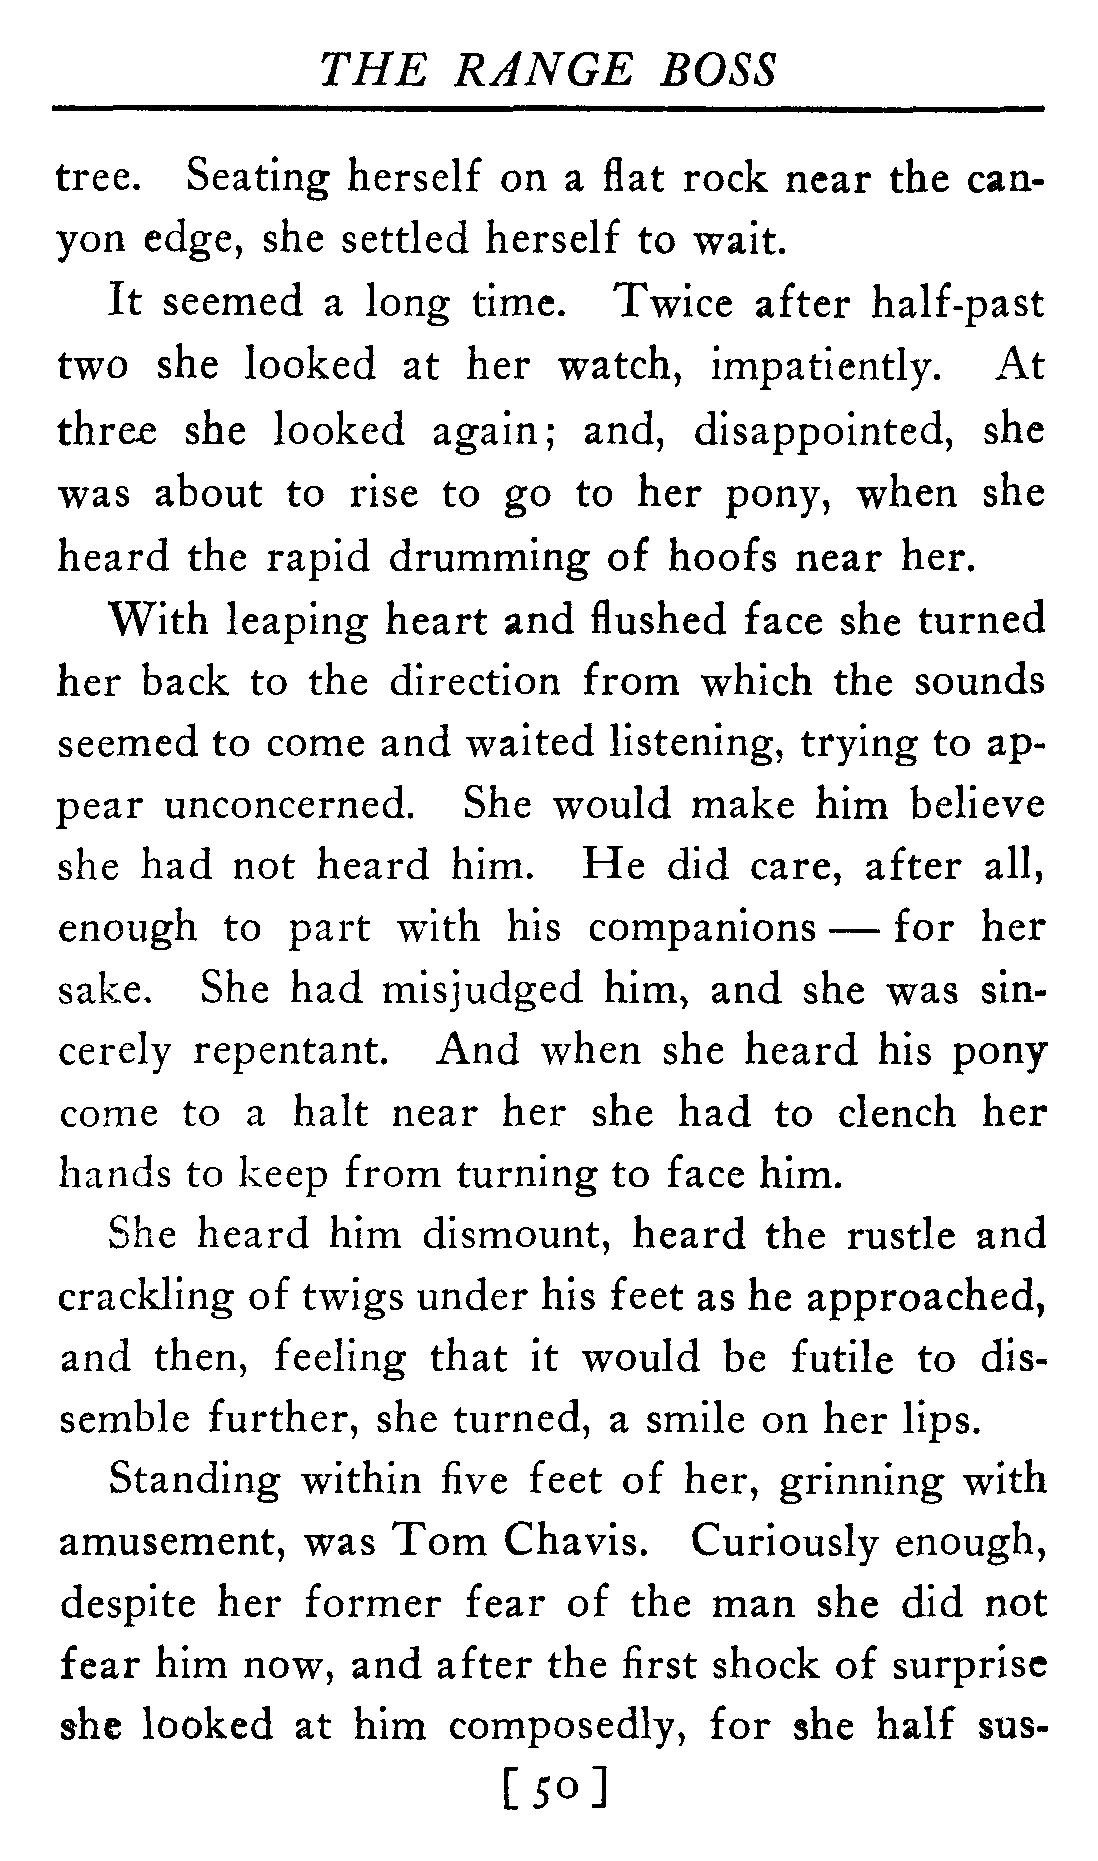 THE RANGE BOSS
tree. Seating herself on a flat rock near the can-
yon edge, she settled herself to wait.
It seemed a long time. Twice after half-past
two she looked at her watch, impatiently. At
three she looked again; and, disappointed, she
was about to rise to go to her pony, when she
heard the rapid drumming of hoofs near her.
With leaping heart and flushed face she turned
her back to the direction from which the sounds
seemed to come and waited listening, trying to ap-
pear unconcerned. She would make him believe
she had not heard him. He did care, after all,
enough to part with his companions — for her
sake. She had misjudged him, and she was sin-
cerely repentant. And when she heard his pony
come to a halt near her she had to clench her
hands to keep from turning to face him.
She heard him dismount, heard the rustle and
crackling of twigs under his feet as he approached,
and then, feeling that it would be futile to dis-
semble further, she turned, a smile on her lips.
Standing within five feet of her, grinning with
amusement, was Tom Chavis. Curiously enough,
despite her former fear of the man she did not
fear him now, and after the first shock of surprise
she looked at him composedly, for she half sus-
[ 50 ]